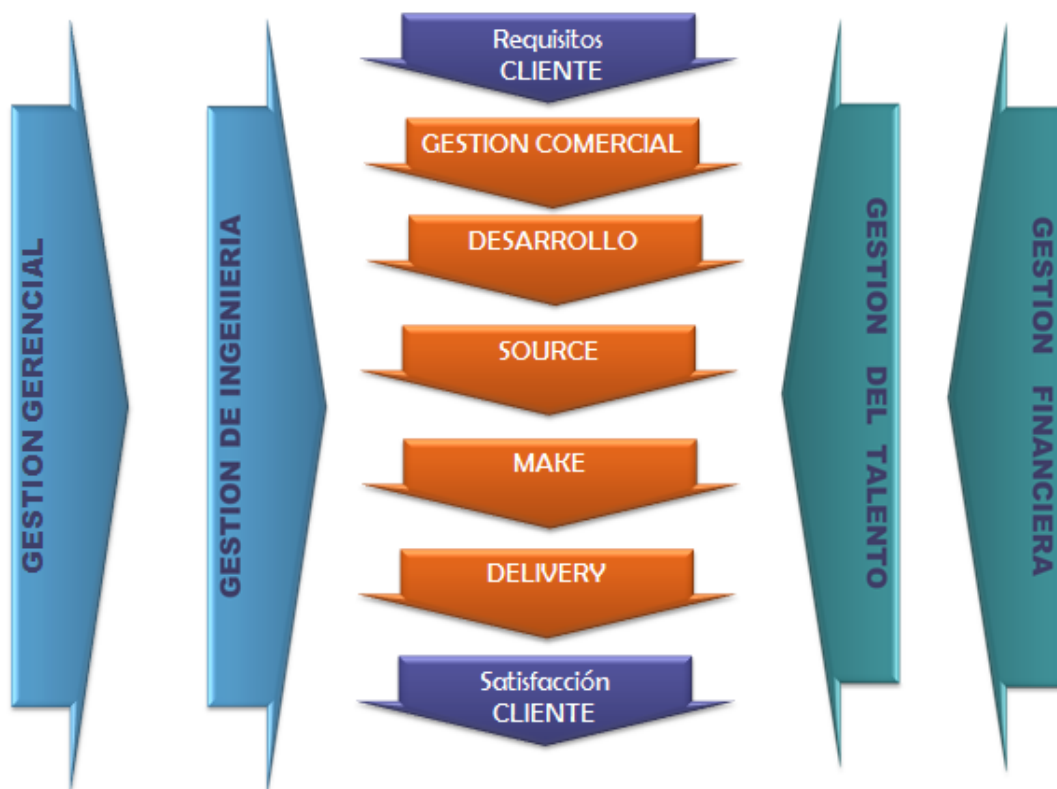 GESTION GERENCIAL
GESTION DE INGENIERIA
Requisitos
CLIENTE
GESTION COMERCIAL
DESARROLLO
SOURCE
MAKE
DELIVERY
Satisfacción
CLIENTE
GESTION DEL TALENTO
GESTION FINANCIERA